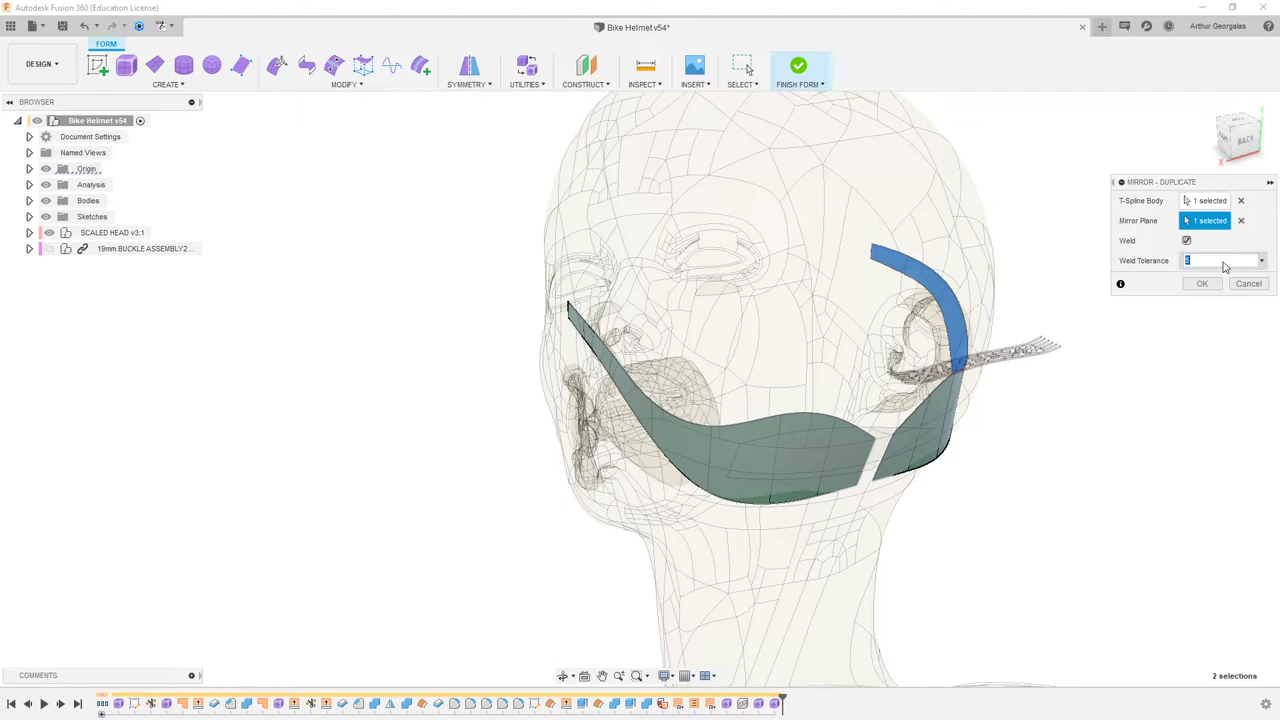 Autodesk Fusion 360 (Education License)
Bike Helmet v54*
Arthur Georgalas
FORM
DESIGN
CREATE
MODIFY
SYMMETRY
UTILITIES
CONSTRUCT
INSPECT
INSERT
SELECT
FINISH FORM
BROWSER
Bike Helmet v54
Document Settings
Named Views
Origin
Analysis
Bodies
Sketches
SCALED HEAD v3:1
19mm BUCKLE ASSEMBLY2...
BACK
Y
X
MIRROR - DUPLICATE
T-Spline Body
1 selected
Mirror Plane
1 selected
Weld
Weld Tolerance
OK
Cancel
COMMENTS
2 selections